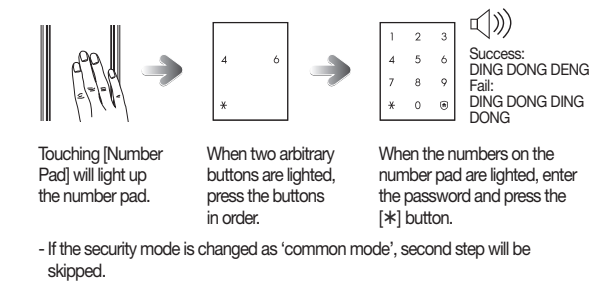 4 6
*
1 2 3
4 5 6
7 8 9
* 0
Success:
DING DONG DENG
Fail:
DING DONG DING
DONG
Touching [Number
Pad] will light up
the number pad.
When two arbitrary
buttons are lighted,
press the buttons
in order.
When the numbers on the
number pad are lighted, enter
the password and press the
[*] button.
- If the security mode is changed as ‘common mode’, second step will be
skipped.